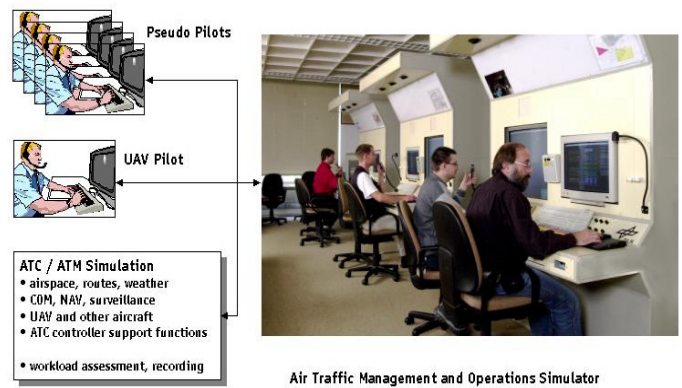 Pseudo Pilots
UAV Pilot
ATC / ATM Simulation
• airspace, routes, weather
• COM, NAV, surveillance
• UAV and other aircraft
• ATC controller support functions
• workload assessment, recording
Air Traffic Management and Operations Simulator